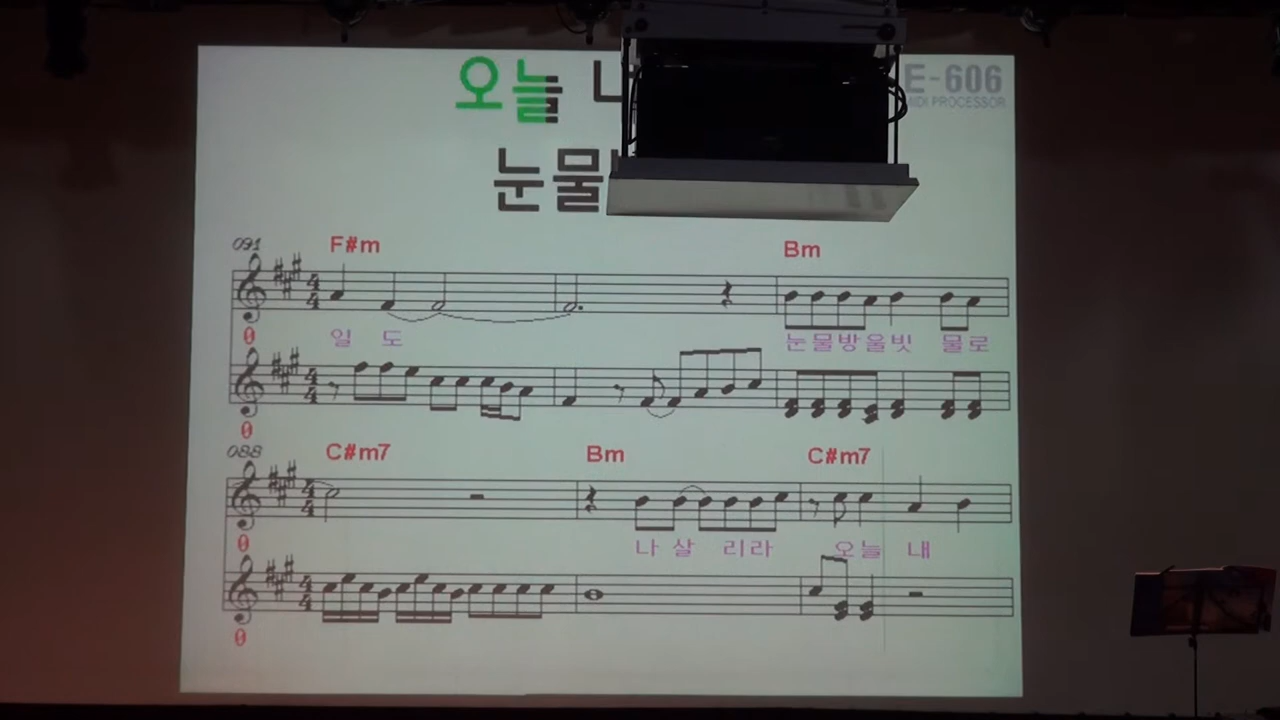 오늘
E-606
MIDI PROCESSOR
눈물
091 F#m Bm
일 도 눈물방울빗 물로
0
0
088 C#m7 Bm C#m7
나 살 리라 오늘 내
0
0